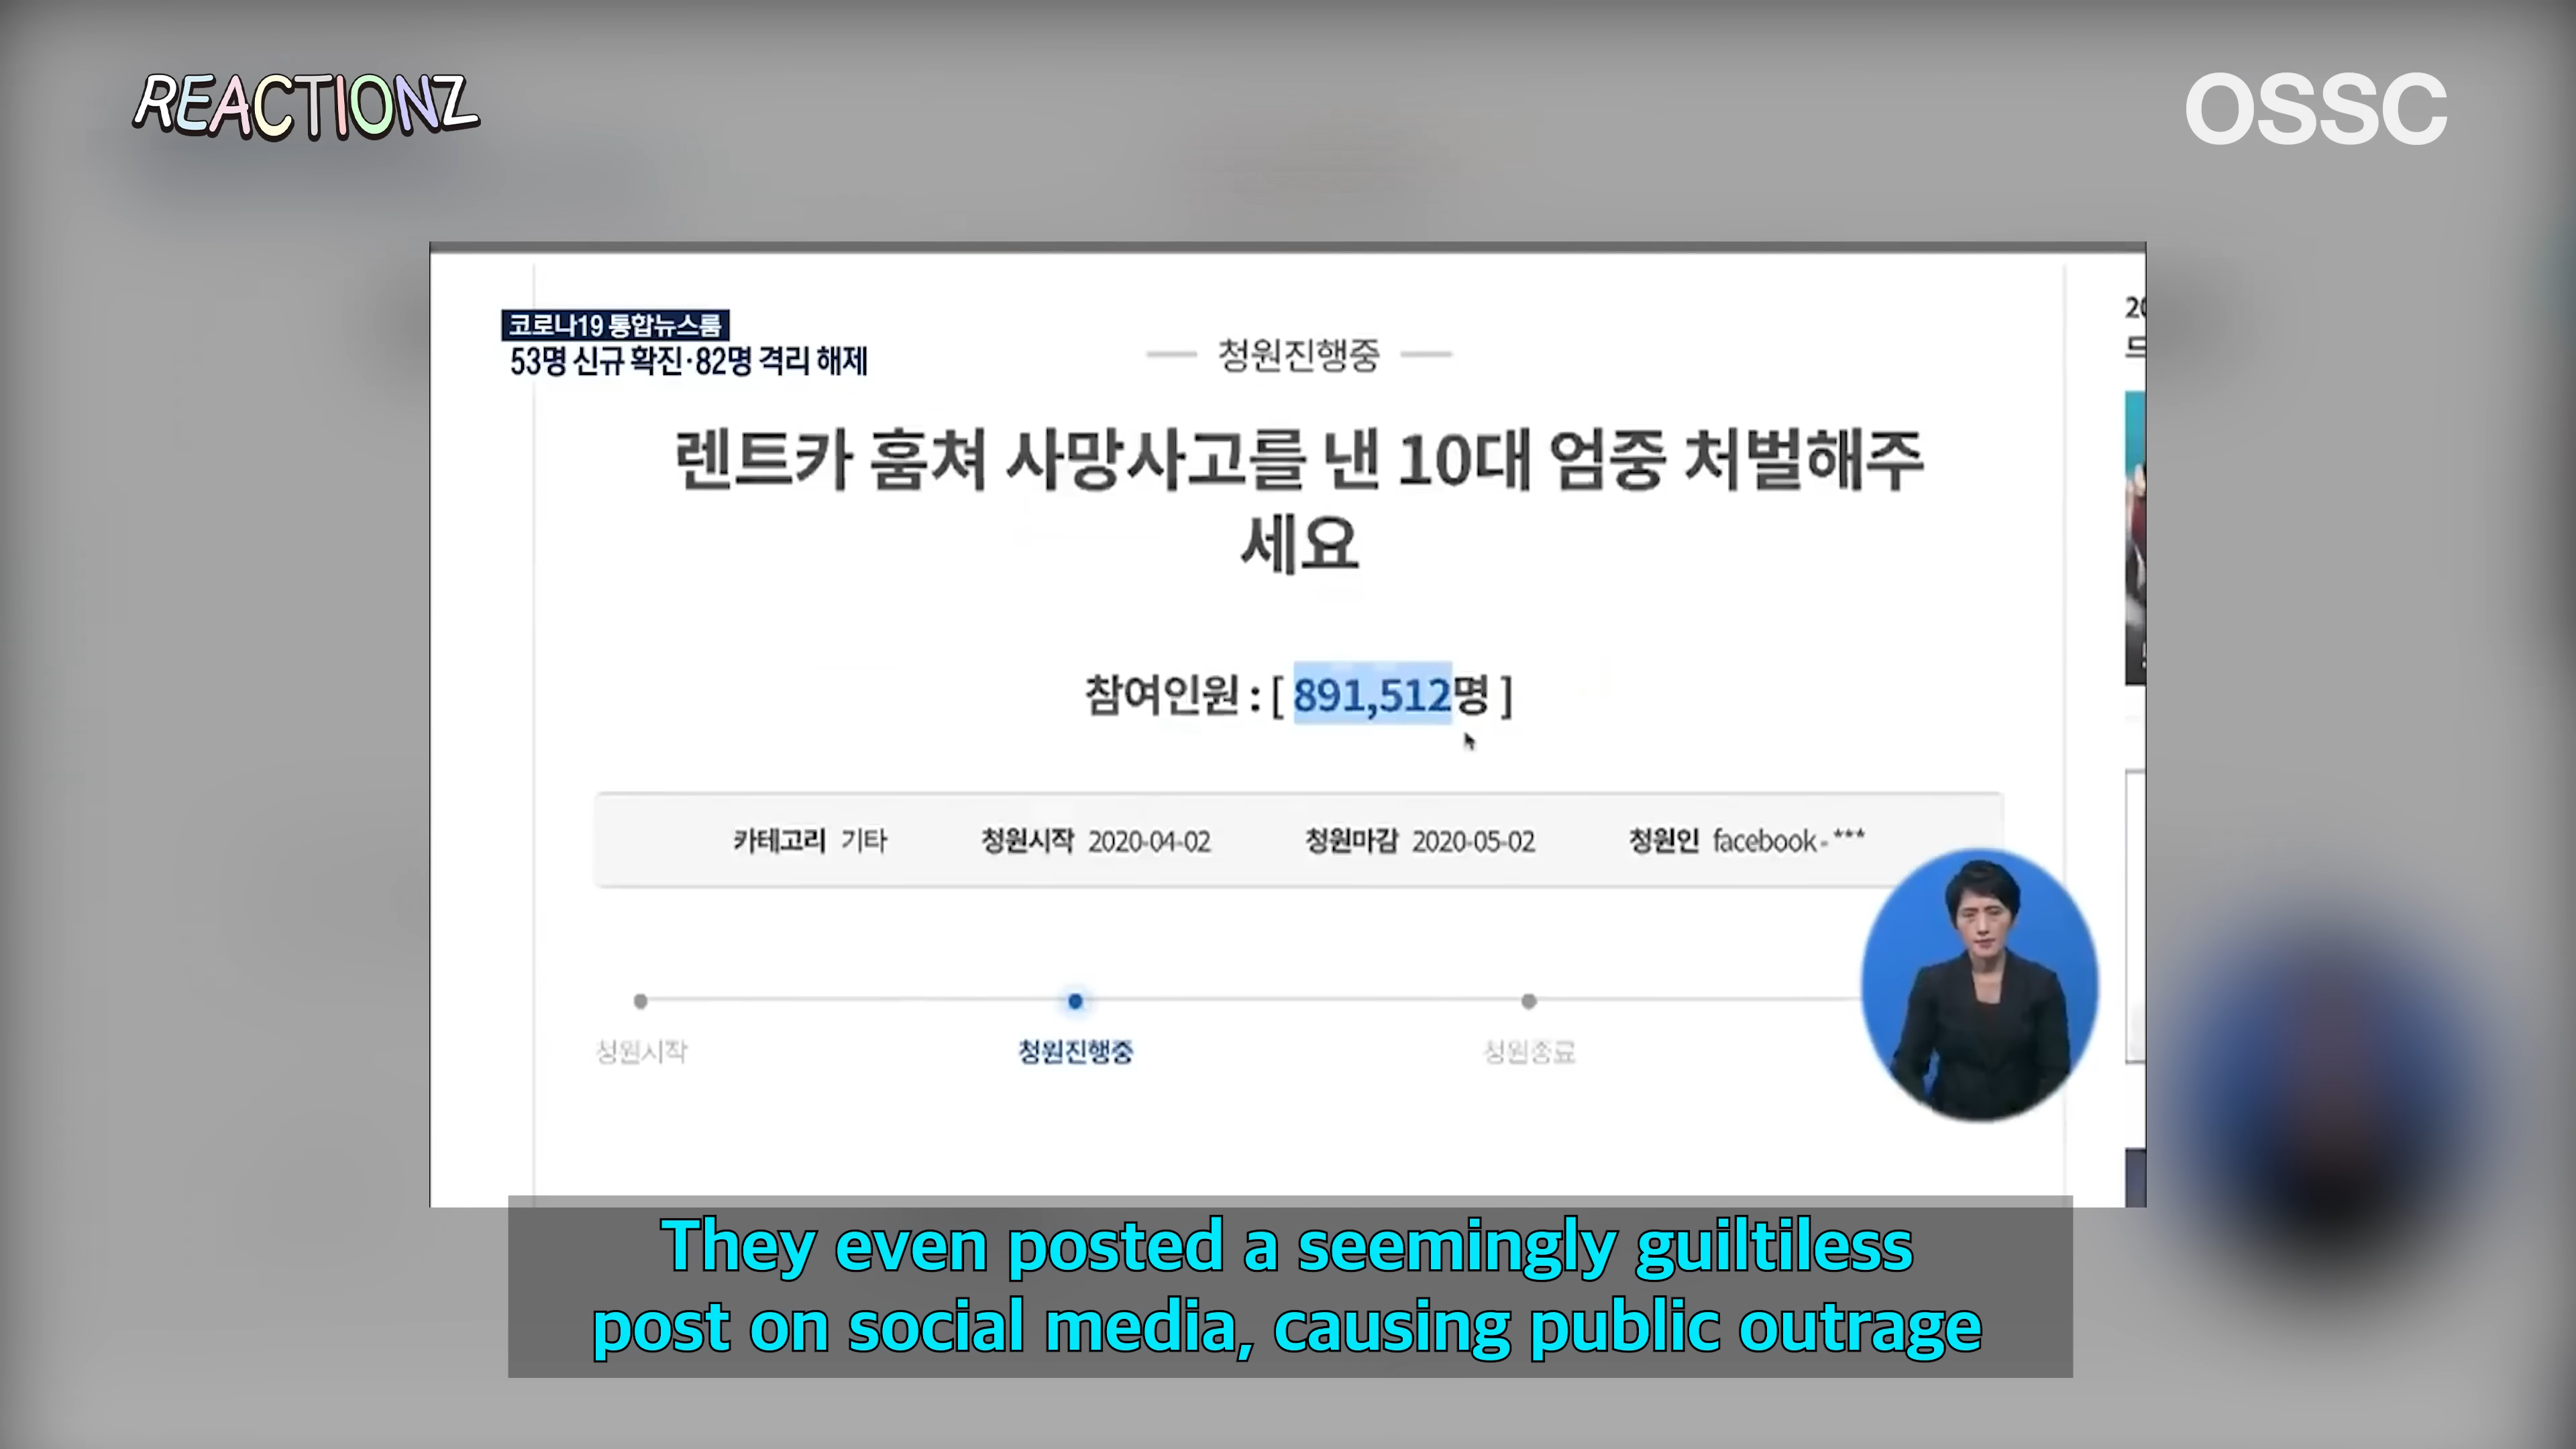 REACTIONZ
OSSC
코로나19 통합뉴스룸
53명 신규 확진·82명 격리 해제
청원진행중
렌트카 훔쳐 사망사고를 낸 10대 엄중 처벌해주
세요
참여인원 : [ 891,512명 ]
카테고리 기타 청원시작 2020-04-02 청원마감 2020-05-02 청원인 facebook - ***
청원시작 청원진행중 청원종료
They even posted a seemingly guiltiless
post on social media, causing public outrage